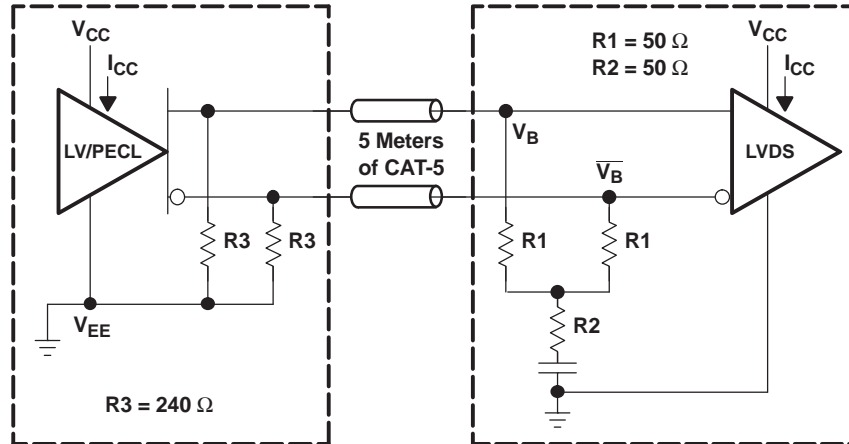 V_CC
I_CC
LV/PECL
R3
R3
V_EE
R3 = 240 Ω
5 Meters
of CAT-5
R1 = 50 Ω
R2 = 50 Ω
V_CC
I_CC
V_B
V̅_B̅
LVDS
R1
R1
R2